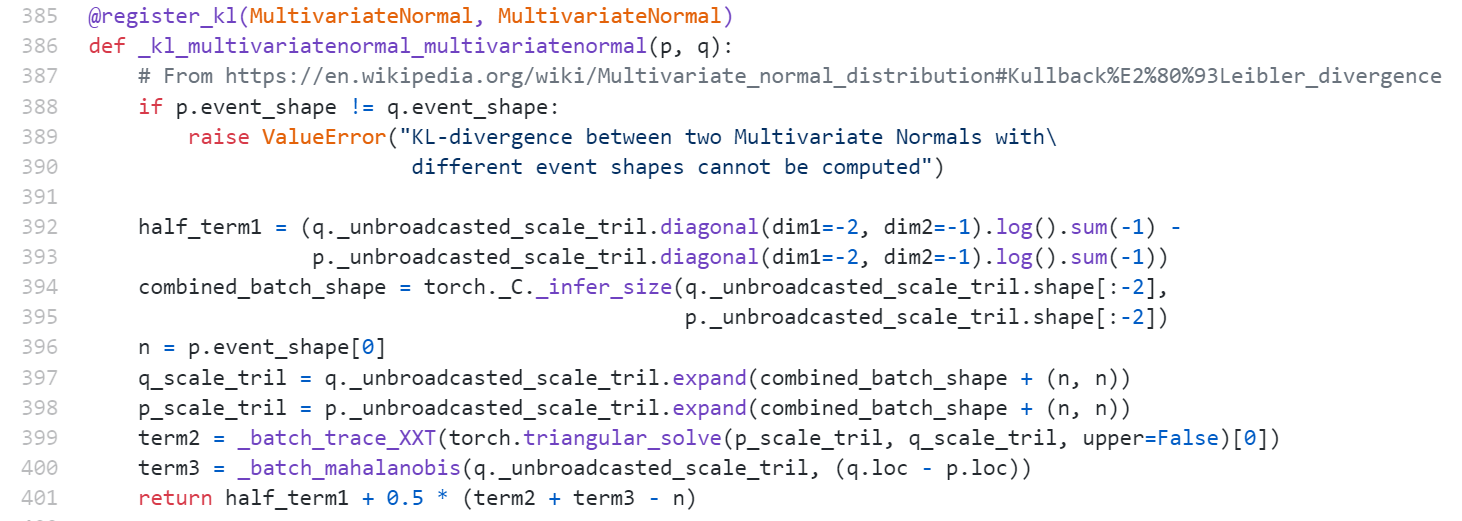 385 @register_kl(MultivariateNormal, MultivariateNormal)
386 def _kl_multivariatenormal_multivariatenormal(p, q):
387     # From https://en.wikipedia.org/wiki/Multivariate_normal_distribution#Kullback%E2%80%93Leibler_divergence
388     if p.event_shape != q.event_shape:
389         raise ValueError("KL-divergence between two Multivariate Normals with\
390                           different event shapes cannot be computed")
391
392     half_term1 = (q._unbroadcasted_scale_tril.diagonal(dim1=-2, dim2=-1).log().sum(-1) -
393                   p._unbroadcasted_scale_tril.diagonal(dim1=-2, dim2=-1).log().sum(-1))
394     combined_batch_shape = torch._C._infer_size(q._unbroadcasted_scale_tril.shape[:-2],
395                                                 p._unbroadcasted_scale_tril.shape[:-2])
396     n = p.event_shape[0]
397     q_scale_tril = q._unbroadcasted_scale_tril.expand(combined_batch_shape + (n, n))
398     p_scale_tril = p._unbroadcasted_scale_tril.expand(combined_batch_shape + (n, n))
399     term2 = _batch_trace_XXT(torch.triangular_solve(p_scale_tril, q_scale_tril, upper=False)[0])
400     term3 = _batch_mahalanobis(q._unbroadcasted_scale_tril, (q.loc - p.loc))
401     return half_term1 + 0.5 * (term2 + term3 - n)